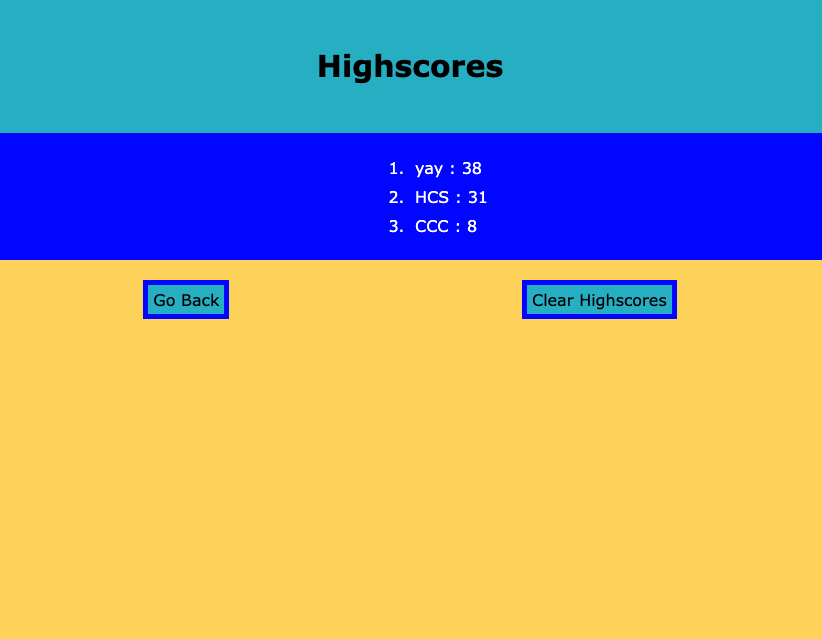 Highscores
1. yay : 38
2. HCS : 31
3. CCC : 8
Go Back
Clear Highscores